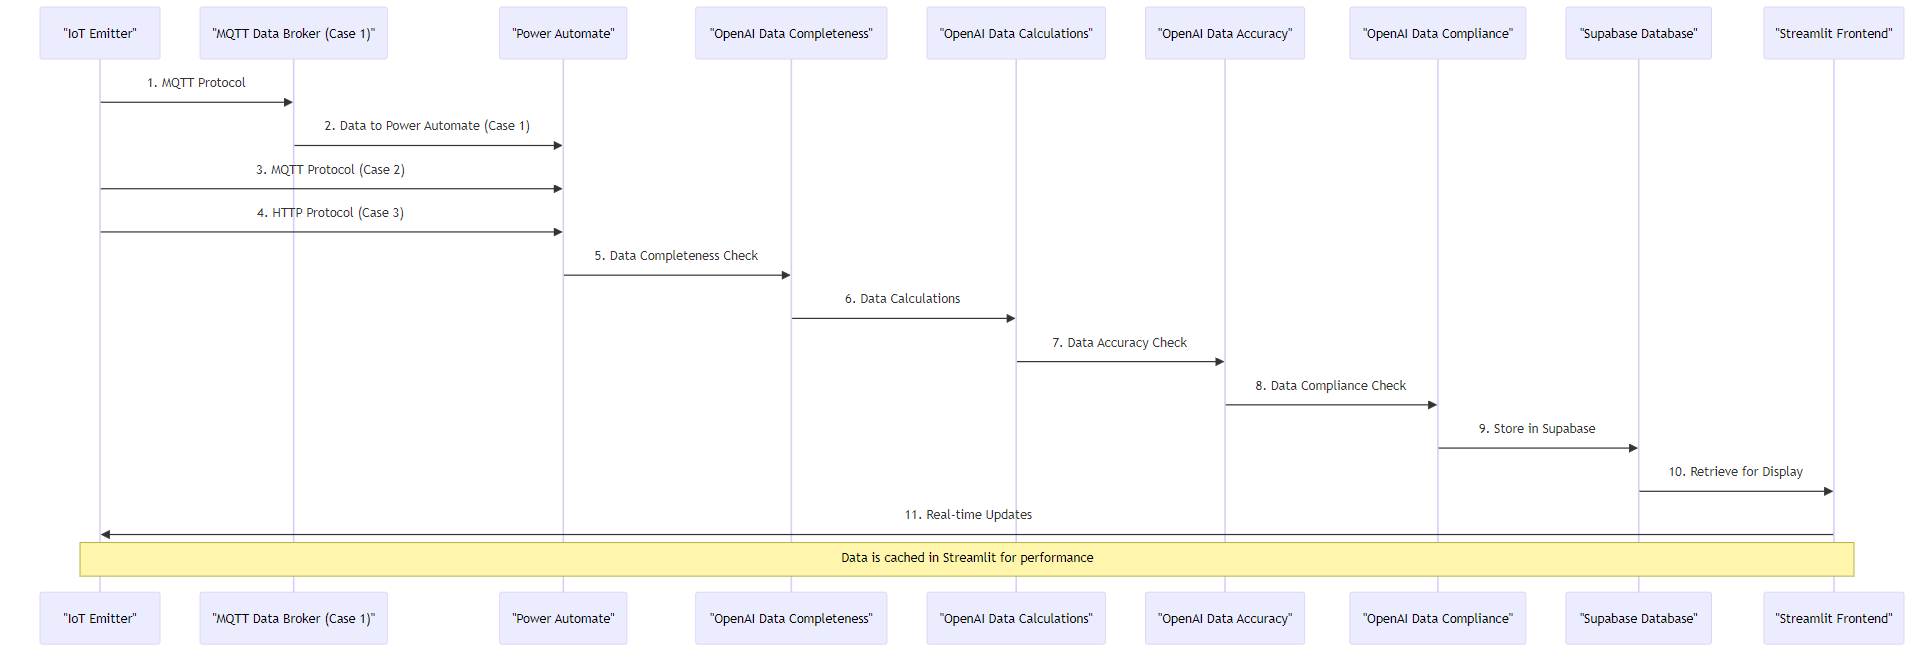 "IoT Emitter"
"MQTT Data Broker (Case 1)"
"Power Automate"
"OpenAI Data Completeness"
"OpenAI Data Calculations"
"OpenAI Data Accuracy"
"OpenAI Data Compliance"
"Supabase Database"
"Streamlit Frontend"
1. MQTT Protocol
2. Data to Power Automate (Case 1)
3. MQTT Protocol (Case 2)
4. HTTP Protocol (Case 3)
5. Data Completeness Check
6. Data Calculations
7. Data Accuracy Check
8. Data Compliance Check
9. Store in Supabase
10. Retrieve for Display
11. Real-time Updates
Data is cached in Streamlit for performance
"IoT Emitter"
"MQTT Data Broker (Case 1)"
"Power Automate"
"OpenAI Data Completeness"
"OpenAI Data Calculations"
"OpenAI Data Accuracy"
"OpenAI Data Compliance"
"Supabase Database"
"Streamlit Frontend"